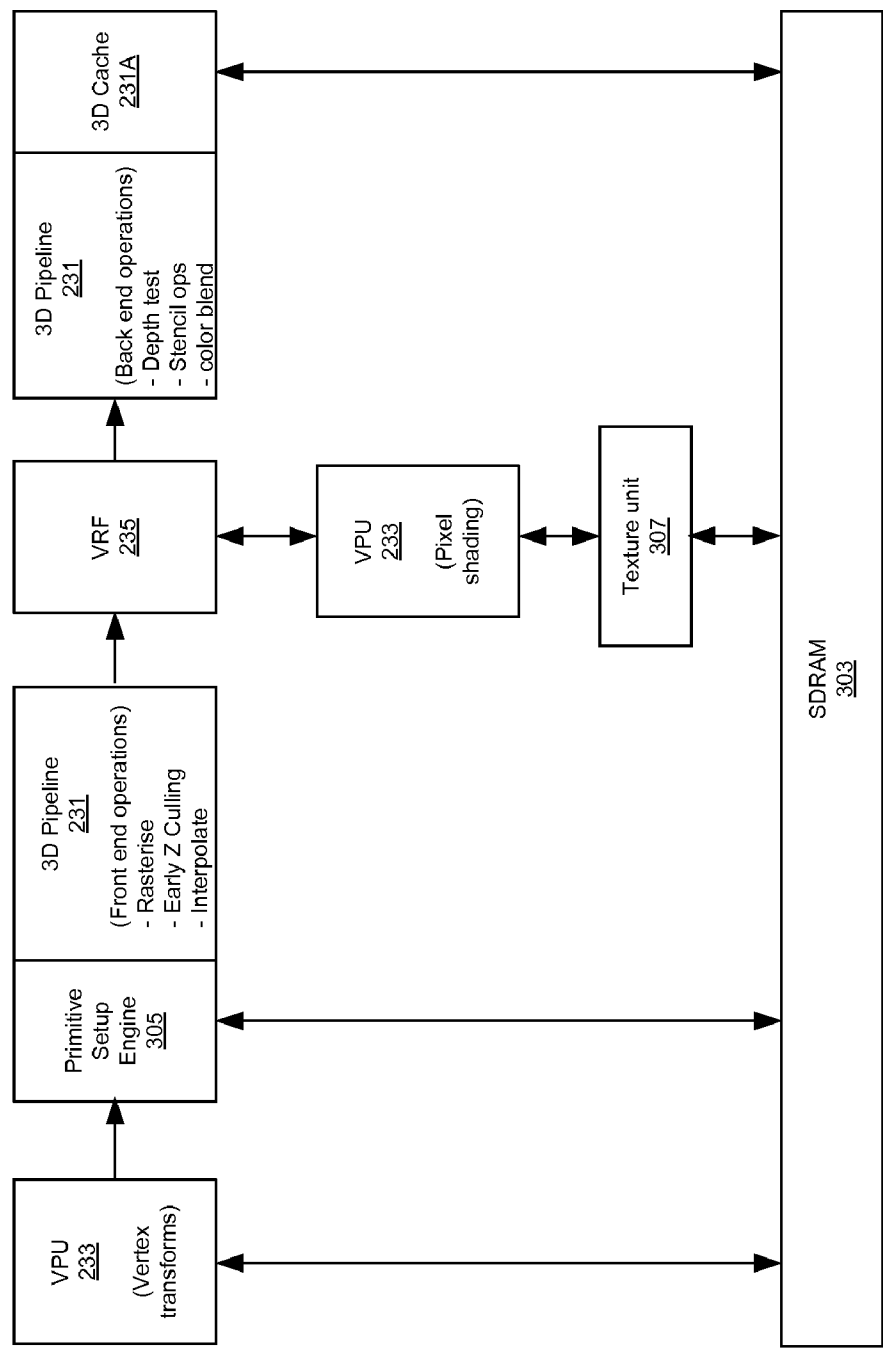 VPU
233
(Vertex
transforms)
Primitive
Setup
Engine
305
3D Pipeline
231
(Front end operations)
- Rasterise
- Early Z Culling
- Interpolate
VRF
235
3D Pipeline
231
(Back end operations)
- Depth test
- Stencil ops
- color blend
3D Cache
231A
VPU
233
(Pixel
shading)
Texture unit
307
SDRAM
303